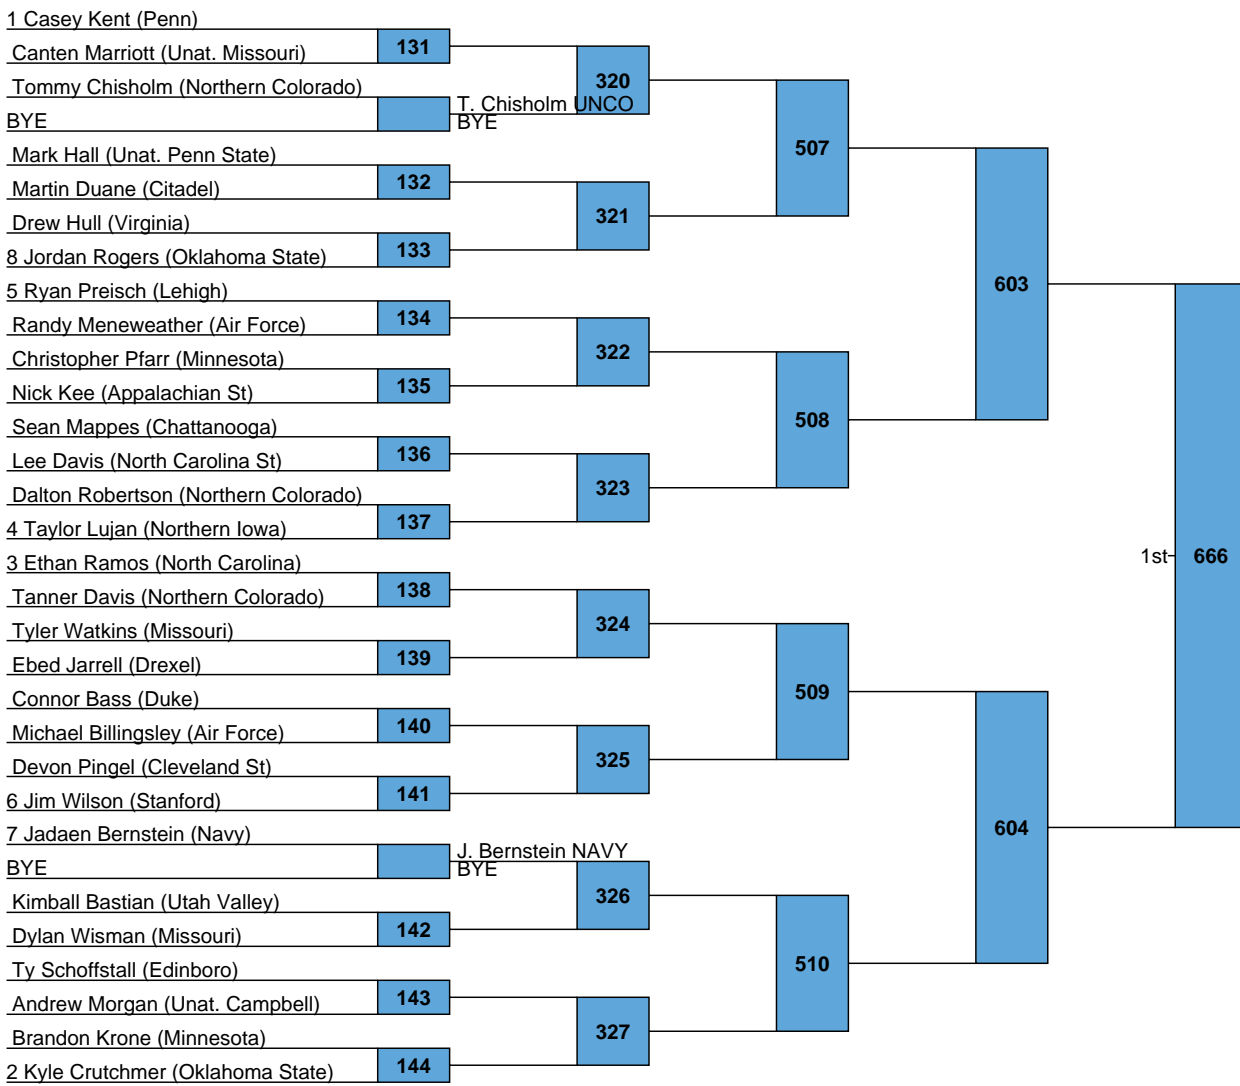 1 Casey Kent (Penn)
Canten Marriott (Unat. Missouri)
131
320
Tommy Chisholm (Northern Colorado)
BYE
T. Chisholm UNCO
BYE
507
Mark Hall (Unat. Penn State)
Martin Duane (Citadel)
132
321
Drew Hull (Virginia)
8 Jordan Rogers (Oklahoma State)
133
603
5 Ryan Preisch (Lehigh)
Randy Meneweather (Air Force)
134
322
Christopher Pfarr (Minnesota)
Nick Kee (Appalachian St)
135
508
Sean Mappes (Chattanooga)
Lee Davis (North Carolina St)
136
323
Dalton Robertson (Northern Colorado)
4 Taylor Lujan (Northern Iowa)
137
1st
666
3 Ethan Ramos (North Carolina)
Tanner Davis (Northern Colorado)
138
324
Tyler Watkins (Missouri)
Ebed Jarrell (Drexel)
139
509
Connor Bass (Duke)
Michael Billingsley (Air Force)
140
325
Devon Pingel (Cleveland St)
6 Jim Wilson (Stanford)
141
604
7 Jadaen Bernstein (Navy)
BYE
J. Bernstein NAVY
BYE
326
Kimball Bastian (Utah Valley)
Dylan Wisman (Missouri)
142
510
Ty Schoffstall (Edinboro)
Andrew Morgan (Unat. Campbell)
143
327
Brandon Krone (Minnesota)
2 Kyle Crutchmer (Oklahoma State)
144